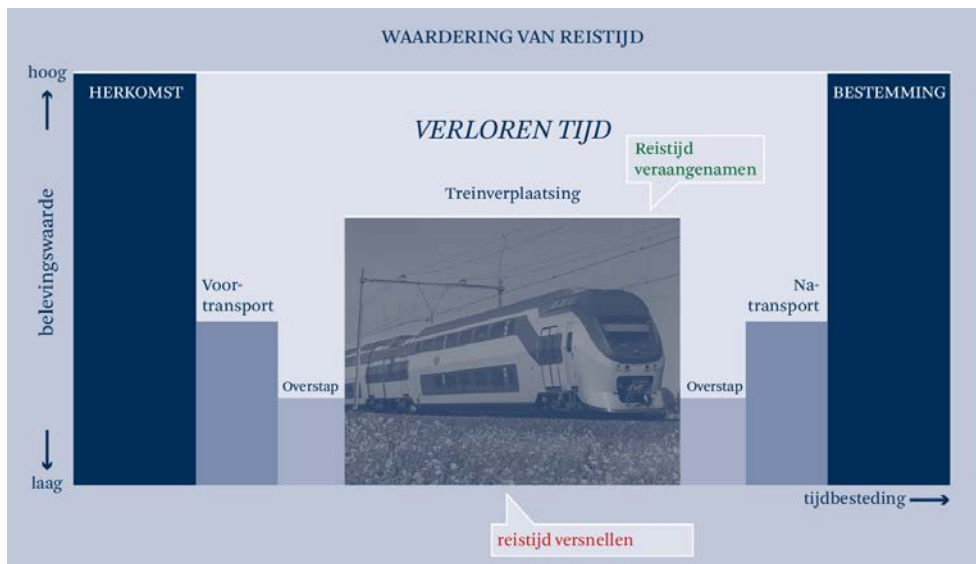 WAARDERING VAN REISTIJD
hoog
HERKOMST
BESTEMMING
VERLOREN TIJD
Reistijd
veraangenamen
Treinverplaatsing
belevingswaarde
Voor-
transport
Na-
transport
Overstap
Overstap
laag
tijdbesteding
reistijd versnellen